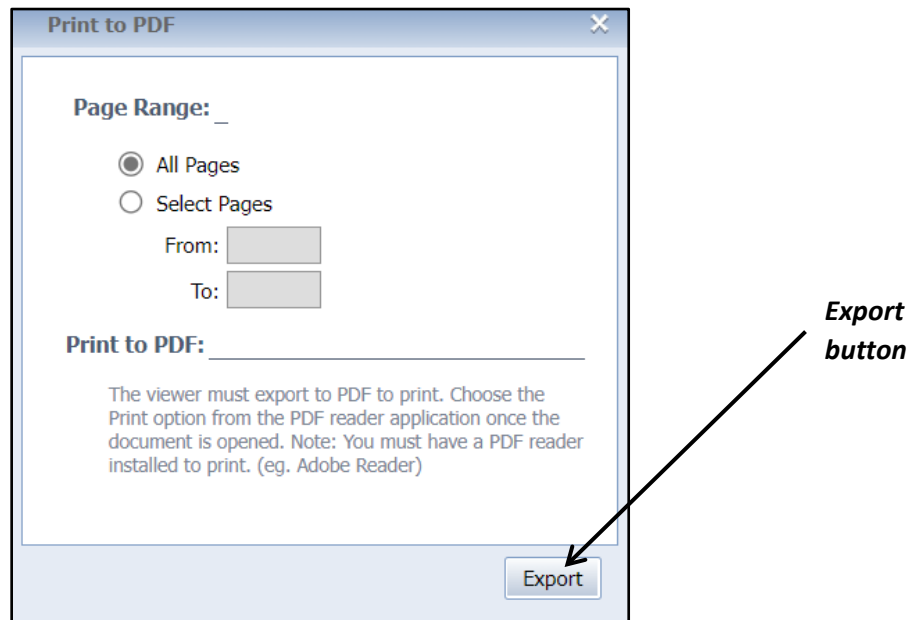 Print to PDF
Page Range:
All Pages
Select Pages
From:
To:
Print to PDF:
The viewer must export to PDF to print. Choose the
Print option from the PDF reader application once the
document is opened. Note: You must have a PDF reader
installed to print. (eg. Adobe Reader)
Export
Export
button